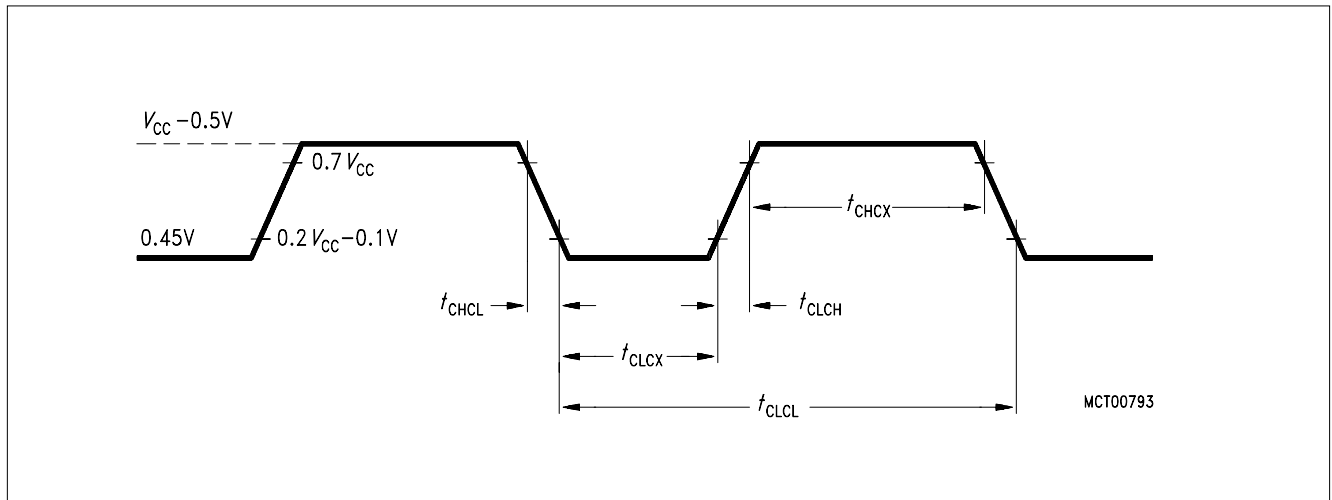 V_CC −0.5V
0.7 V_CC
0.45V
0.2 V_CC −0.1V
t_CHCX
t_CHCL
t_CLCH
t_CLCX
t_CLCL
MCT00793